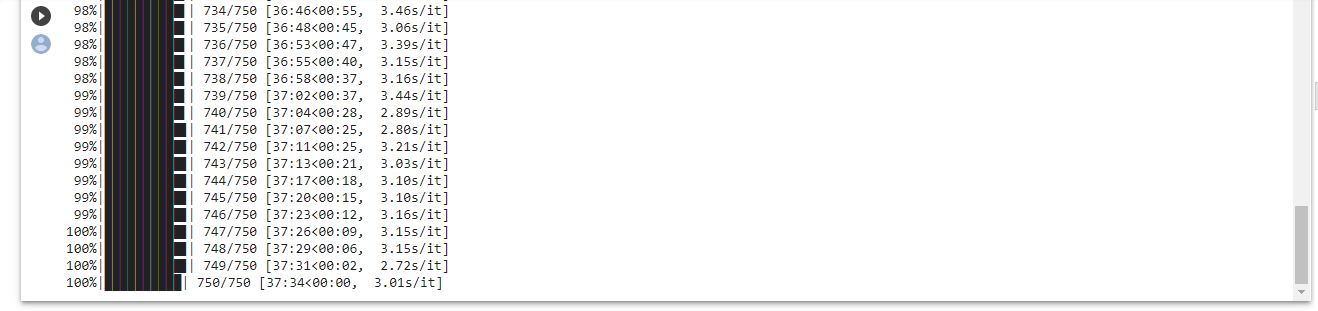 98%|█████████▊| 734/750 [36:46<00:55,  3.46s/it]
98%|█████████▊| 735/750 [36:48<00:45,  3.06s/it]
98%|█████████▊| 736/750 [36:53<00:47,  3.39s/it]
98%|█████████▊| 737/750 [36:55<00:40,  3.15s/it]
98%|█████████▊| 738/750 [36:58<00:37,  3.16s/it]
99%|█████████▊| 739/750 [37:02<00:37,  3.44s/it]
99%|█████████▊| 740/750 [37:04<00:28,  2.89s/it]
99%|█████████▉| 741/750 [37:07<00:25,  2.80s/it]
99%|█████████▉| 742/750 [37:11<00:25,  3.21s/it]
99%|█████████▉| 743/750 [37:13<00:21,  3.03s/it]
99%|█████████▉| 744/750 [37:17<00:18,  3.10s/it]
99%|█████████▉| 745/750 [37:20<00:15,  3.10s/it]
99%|█████████▉| 746/750 [37:23<00:12,  3.16s/it]
100%|█████████▉| 747/750 [37:26<00:09,  3.15s/it]
100%|█████████▉| 748/750 [37:29<00:06,  3.15s/it]
100%|█████████▉| 749/750 [37:31<00:02,  2.72s/it]
100%|██████████| 750/750 [37:34<00:00,  3.01s/it]